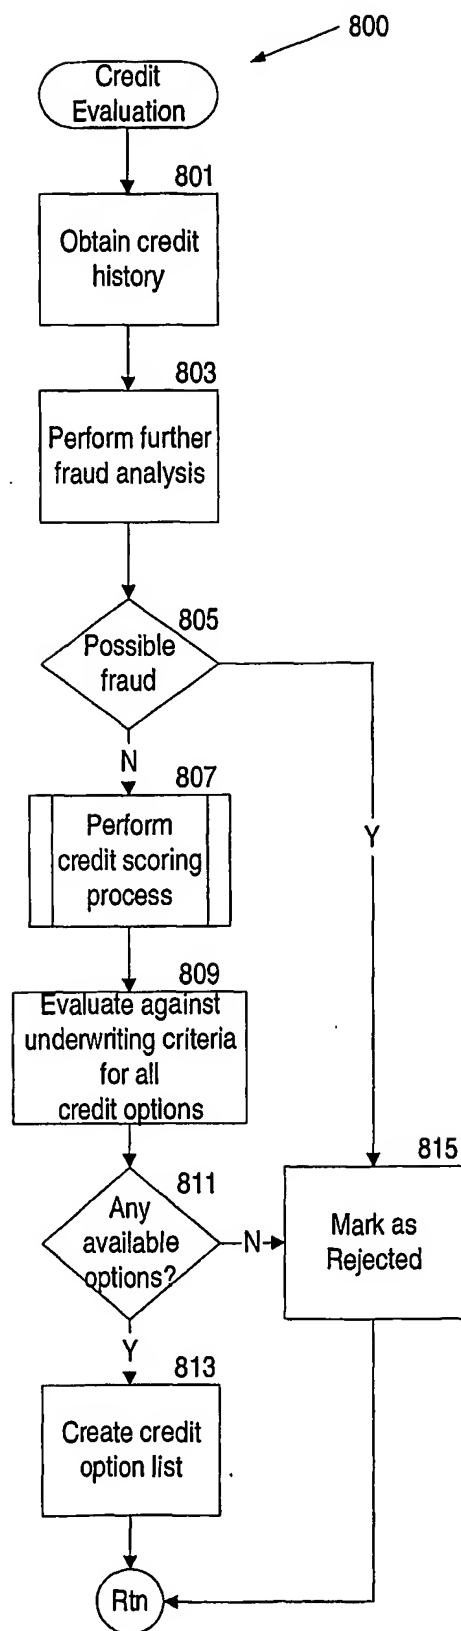 800
Credit
Evaluation
801
Obtain credit
history
803
Perform further
fraud analysis
805
Possible
fraud
N
Y
807
Perform
credit scoring
process
809
Evaluate against
underwriting criteria
for all
credit options
811
Any
available
options?
N
Y
815
Mark as
Rejected
813
Create credit
option list
Rtn